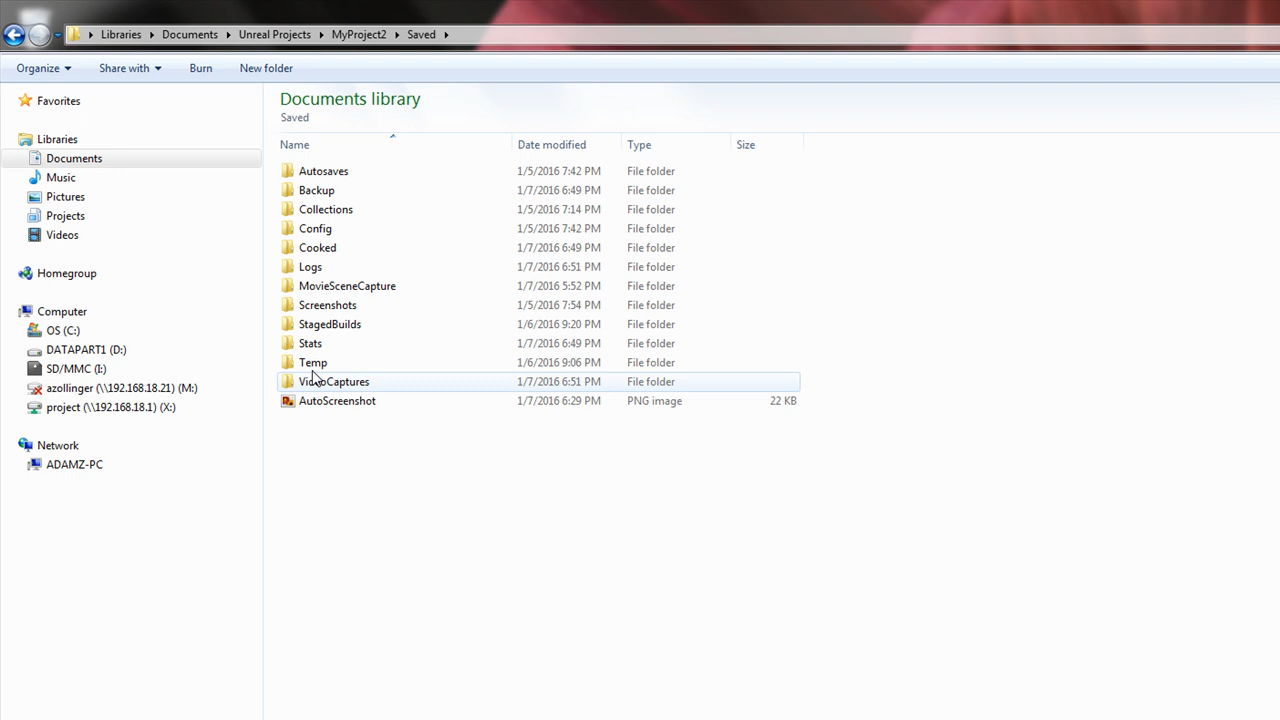 Libraries Documents Unreal Projects MyProject2 Saved
Organize Share with Burn New folder
Favorites
Libraries
Documents
Music
Pictures
Projects
Videos
Homegroup
Computer
OS (C:)
DATAPART1 (D:)
SD/MMC (I:)
azollinger (\\192.168.18.21) (M:)
project (\\192.168.18.1) (X:)
Network
ADAMZ-PC
Documents library
Saved
Name Date modified Type Size
Autosaves 1/5/2016 7:42 PM File folder
Backup 1/7/2016 6:49 PM File folder
Collections 1/5/2016 7:14 PM File folder
Config 1/5/2016 7:42 PM File folder
Cooked 1/7/2016 6:49 PM File folder
Logs 1/7/2016 6:51 PM File folder
MovieSceneCapture 1/7/2016 5:52 PM File folder
Screenshots 1/5/2016 7:54 PM File folder
StagedBuilds 1/6/2016 9:20 PM File folder
Stats 1/7/2016 6:49 PM File folder
Temp 1/6/2016 9:06 PM File folder
VideoCaptures 1/7/2016 6:51 PM File folder
AutoScreenshot 1/7/2016 6:29 PM PNG image 22 KB